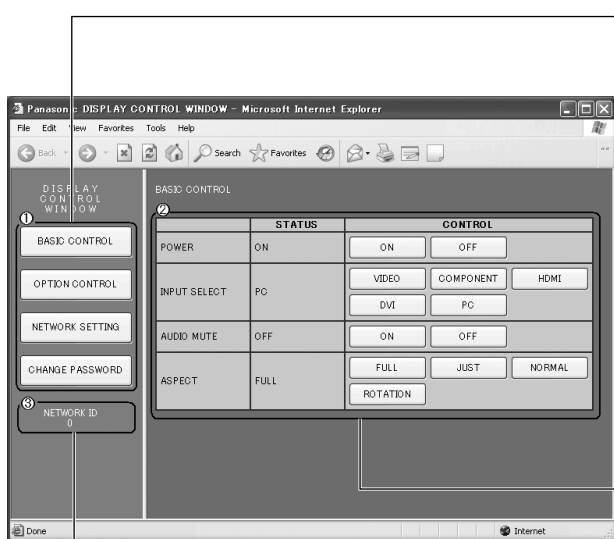 Panasonic DISPLAY CONTROL WINDOW - Microsoft Internet Explorer
File Edit View Favorites Tools Help
Back Search Favorites
DISPLAY
CONTROL
WINDOW
①
BASIC CONTROL
OPTION CONTROL
NETWORK SETTING
CHANGE PASSWORD
③
NETWORK ID
0
BASIC CONTROL
②
STATUS CONTROL
POWER ON ON OFF
INPUT SELECT PC VIDEO COMPONENT HDMI
DVI PC
AUDIO MUTE OFF ON OFF
ASPECT FULL FULL JUST NORMAL
ROTATION
Done Internet